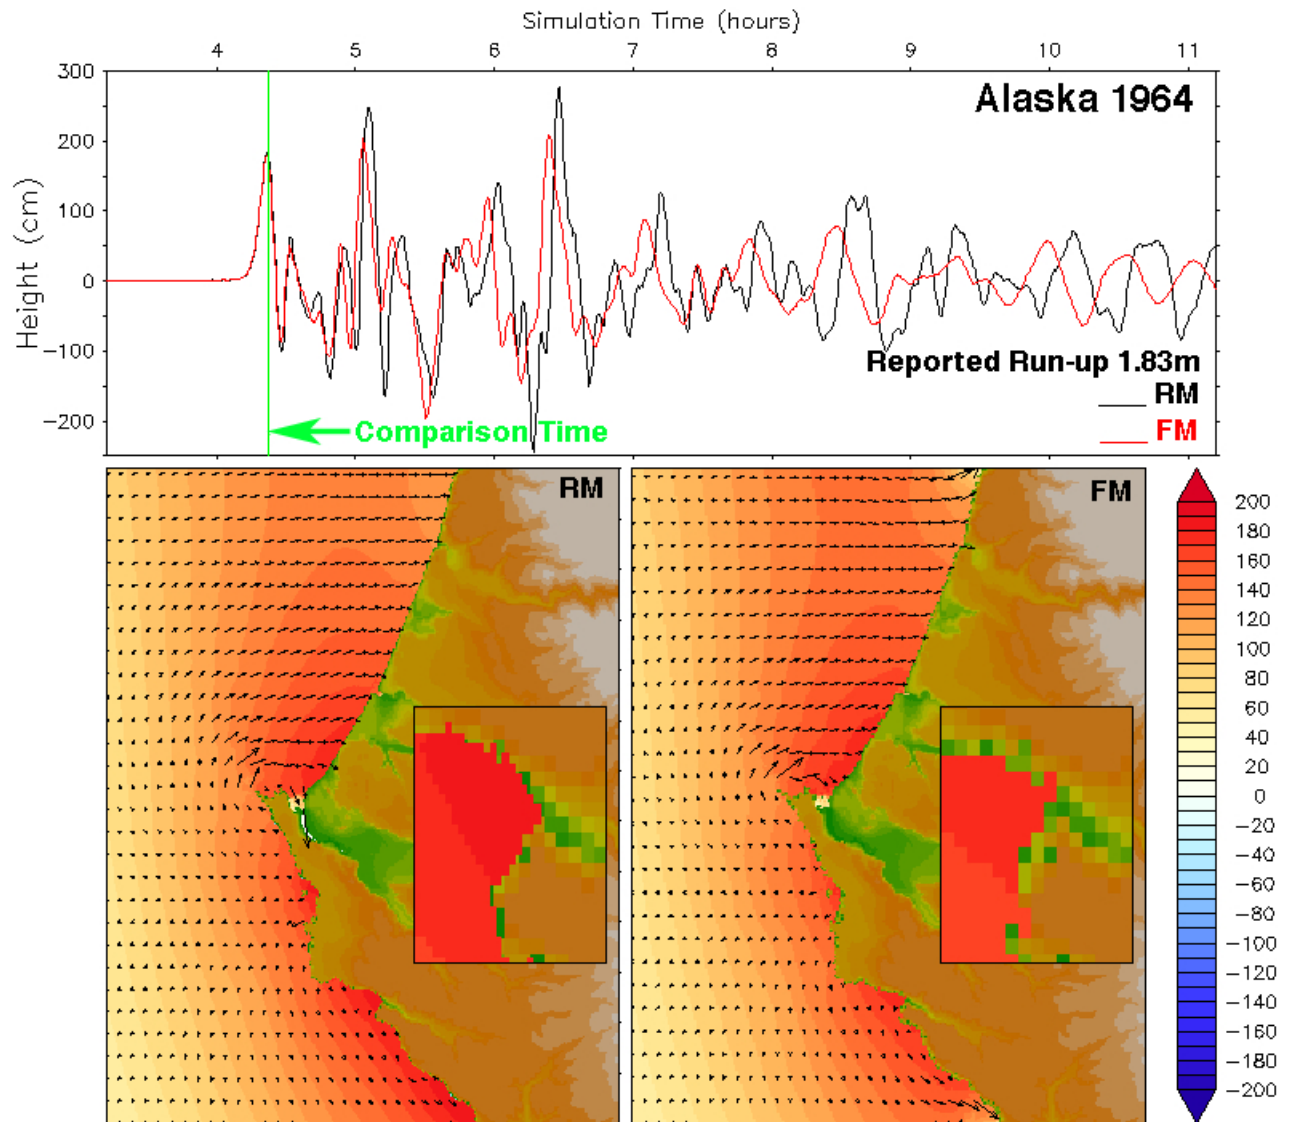 Simulation Time (hours)
4 5 6 7 8 9 10 11
Height (cm)
300
200
100
0
−100
−200
Alaska 1964
Reported Run-up 1.83m
RM
FM
Comparison Time
RM
FM
200
180
160
140
120
100
80
60
40
20
0
−20
−40
−60
−80
−100
−120
−140
−160
−180
−200